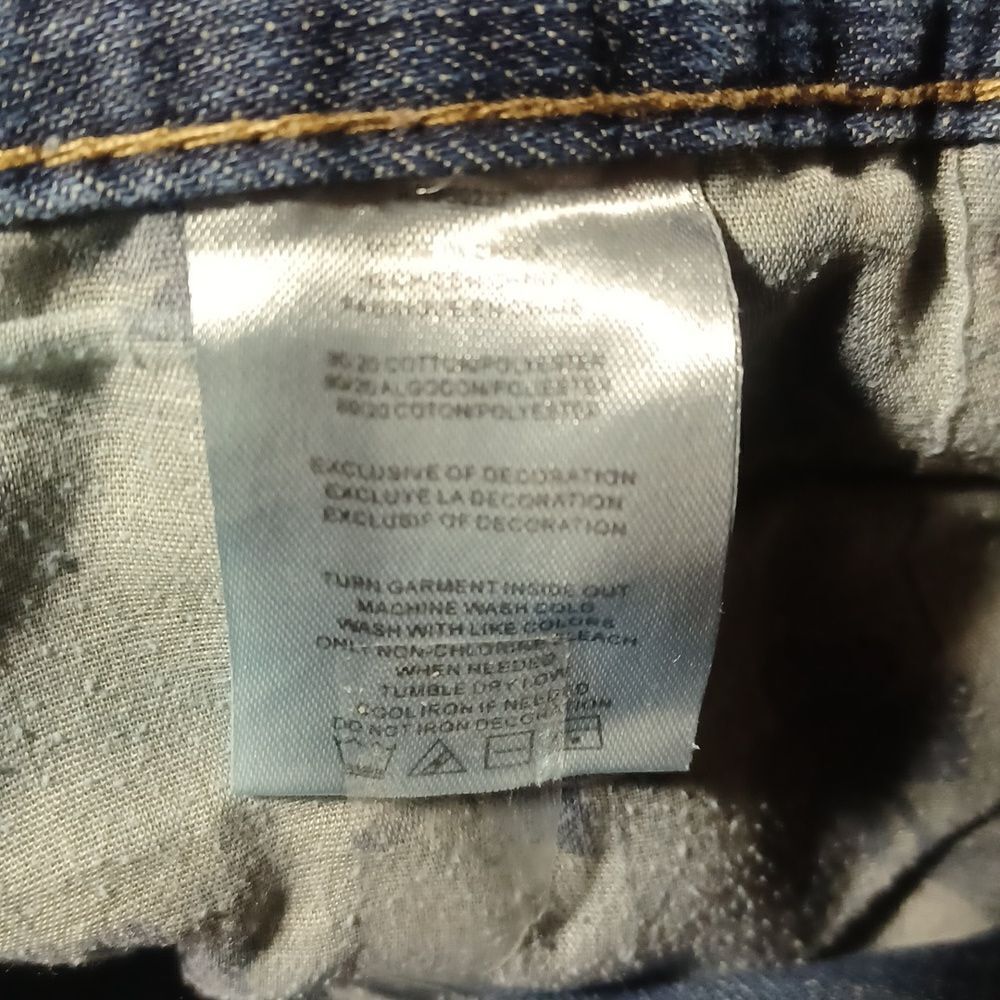 80/20 COTTON/POLYESTER
80/20 ALGODON/POLIESTER
80/20 COTON/POLYESTER
EXCLUSIVE OF DECORATION
EXCLUYE LA DECORATION
EXCLUSIF OF DECORATION
TURN GARMENT INSIDE OUT
MACHINE WASH COLD
WASH WITH LIKE COLORS
ONLY NON-CHLORINE BLEACH
WHEN NEEDED
TUMBLE DRY LOW
COOL IRON IF NEEDED
DO NOT IRON DECORATION